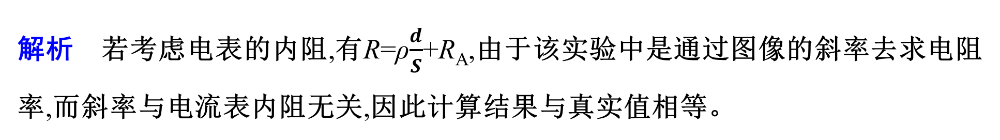 解析 若考虑电表的内阻,有R=ρd/S+R_A,由于该实验中是通过图像的斜率去求电阻
率,而斜率与电流表内阻无关,因此计算结果与真实值相等。